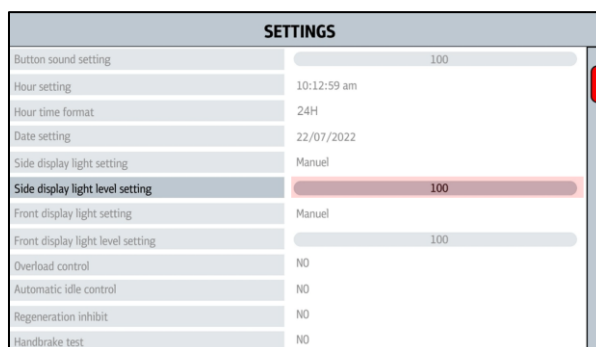 SETTINGS
Button sound setting 100
Hour setting 10:12:59 am
Hour time format 24H
Date setting 22/07/2022
Side display light setting Manuel
Side display light level setting 100
Front display light setting Manuel
Front display light level setting 100
Overload control NO
Automatic idle control NO
Regeneration inhibit NO
Handbrake test NO